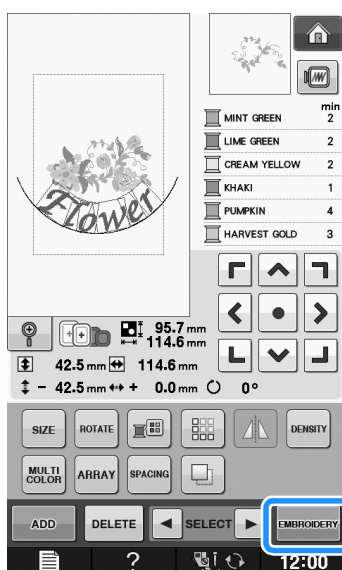 min
MINT GREEN 2
LIME GREEN 2
CREAM YELLOW 2
KHAKI 1
PUMPKIN 4
HARVEST GOLD 3
Flower
95.7 mm
114.6 mm
42.5 mm 114.6 mm
- 42.5 mm + 0.0 mm 0°
SIZE ROTATE DENSITY
MULTI COLOR ARRAY SPACING
ADD DELETE SELECT EMBROIDERY
? 12:00